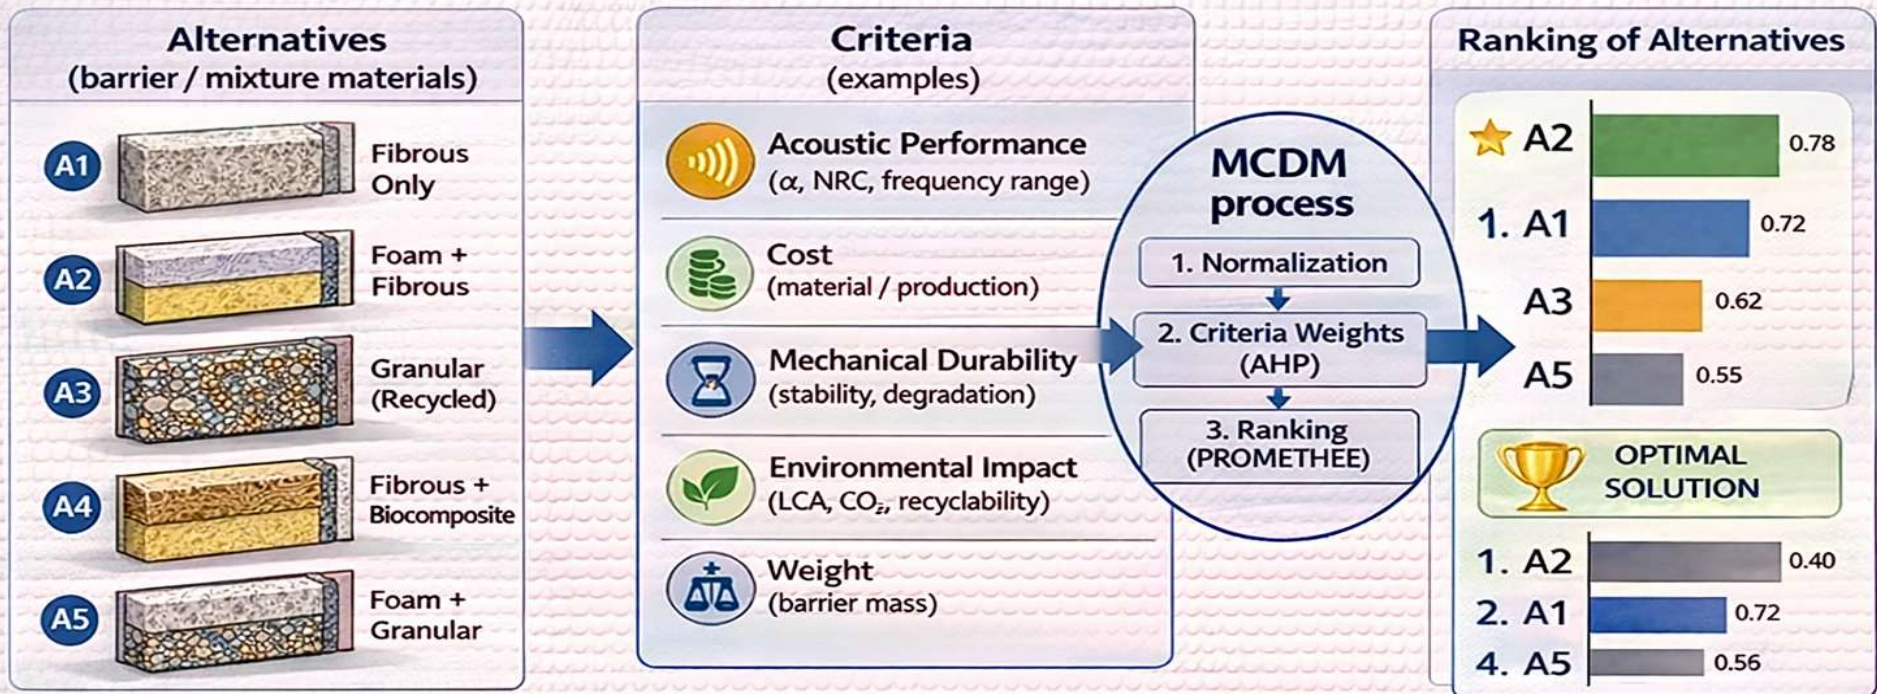 Alternatives
(barrier / mixture materials)
A1
Fibrous
Only
A2
Foam +
Fibrous
A3
Granular
(Recycled)
A4
Fibrous +
Biocomposite
A5
Foam +
Granular
Criteria
(examples)
Acoustic Performance
(α, NRC, frequency range)
Cost
(material / production)
Mechanical Durability
(stability, degradation)
Environmental Impact
(LCA, CO₂, recyclability)
Weight
(barrier mass)
MCDM
process
1. Normalization
2. Criteria Weights
(AHP)
3. Ranking
(PROMETHEE)
Ranking of Alternatives
A2 0.78
1. A1 0.72
A3 0.62
A5 0.55
OPTIMAL
SOLUTION
1. A2 0.40
2. A1 0.72
4. A5 0.56